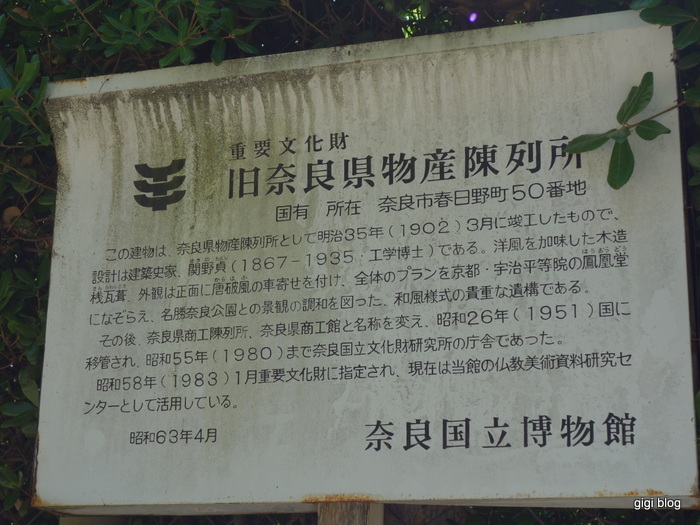 重要文化財
旧奈良県物産陳列所
国有　所在　奈良市春日野町50番地
この建物は、奈良県物産陳列所として明治35年(1902)3月に竣工したもので、
設計は建築史家、関野貞(1867-1935・工学博士)である。洋風を加味した木造
桟瓦葺、外観は正面に唐破風の車寄せを付け、全体のプランを京都・宇治平等院の鳳凰堂
になぞらえ、名勝奈良公園との景観の調和を図った、和風様式の貴重な遺構である。
その後、奈良県商工陳列所、奈良県商工館と名称を変え、昭和26年(1951)国に
移管され、昭和55年(1980)まで奈良国立文化財研究所の庁舎であった。
昭和58年(1983)1月重要文化財に指定され、現在は当館の仏教美術資料研究セ
ンターとして活用している。
昭和63年4月
奈良国立博物館
gigi blog